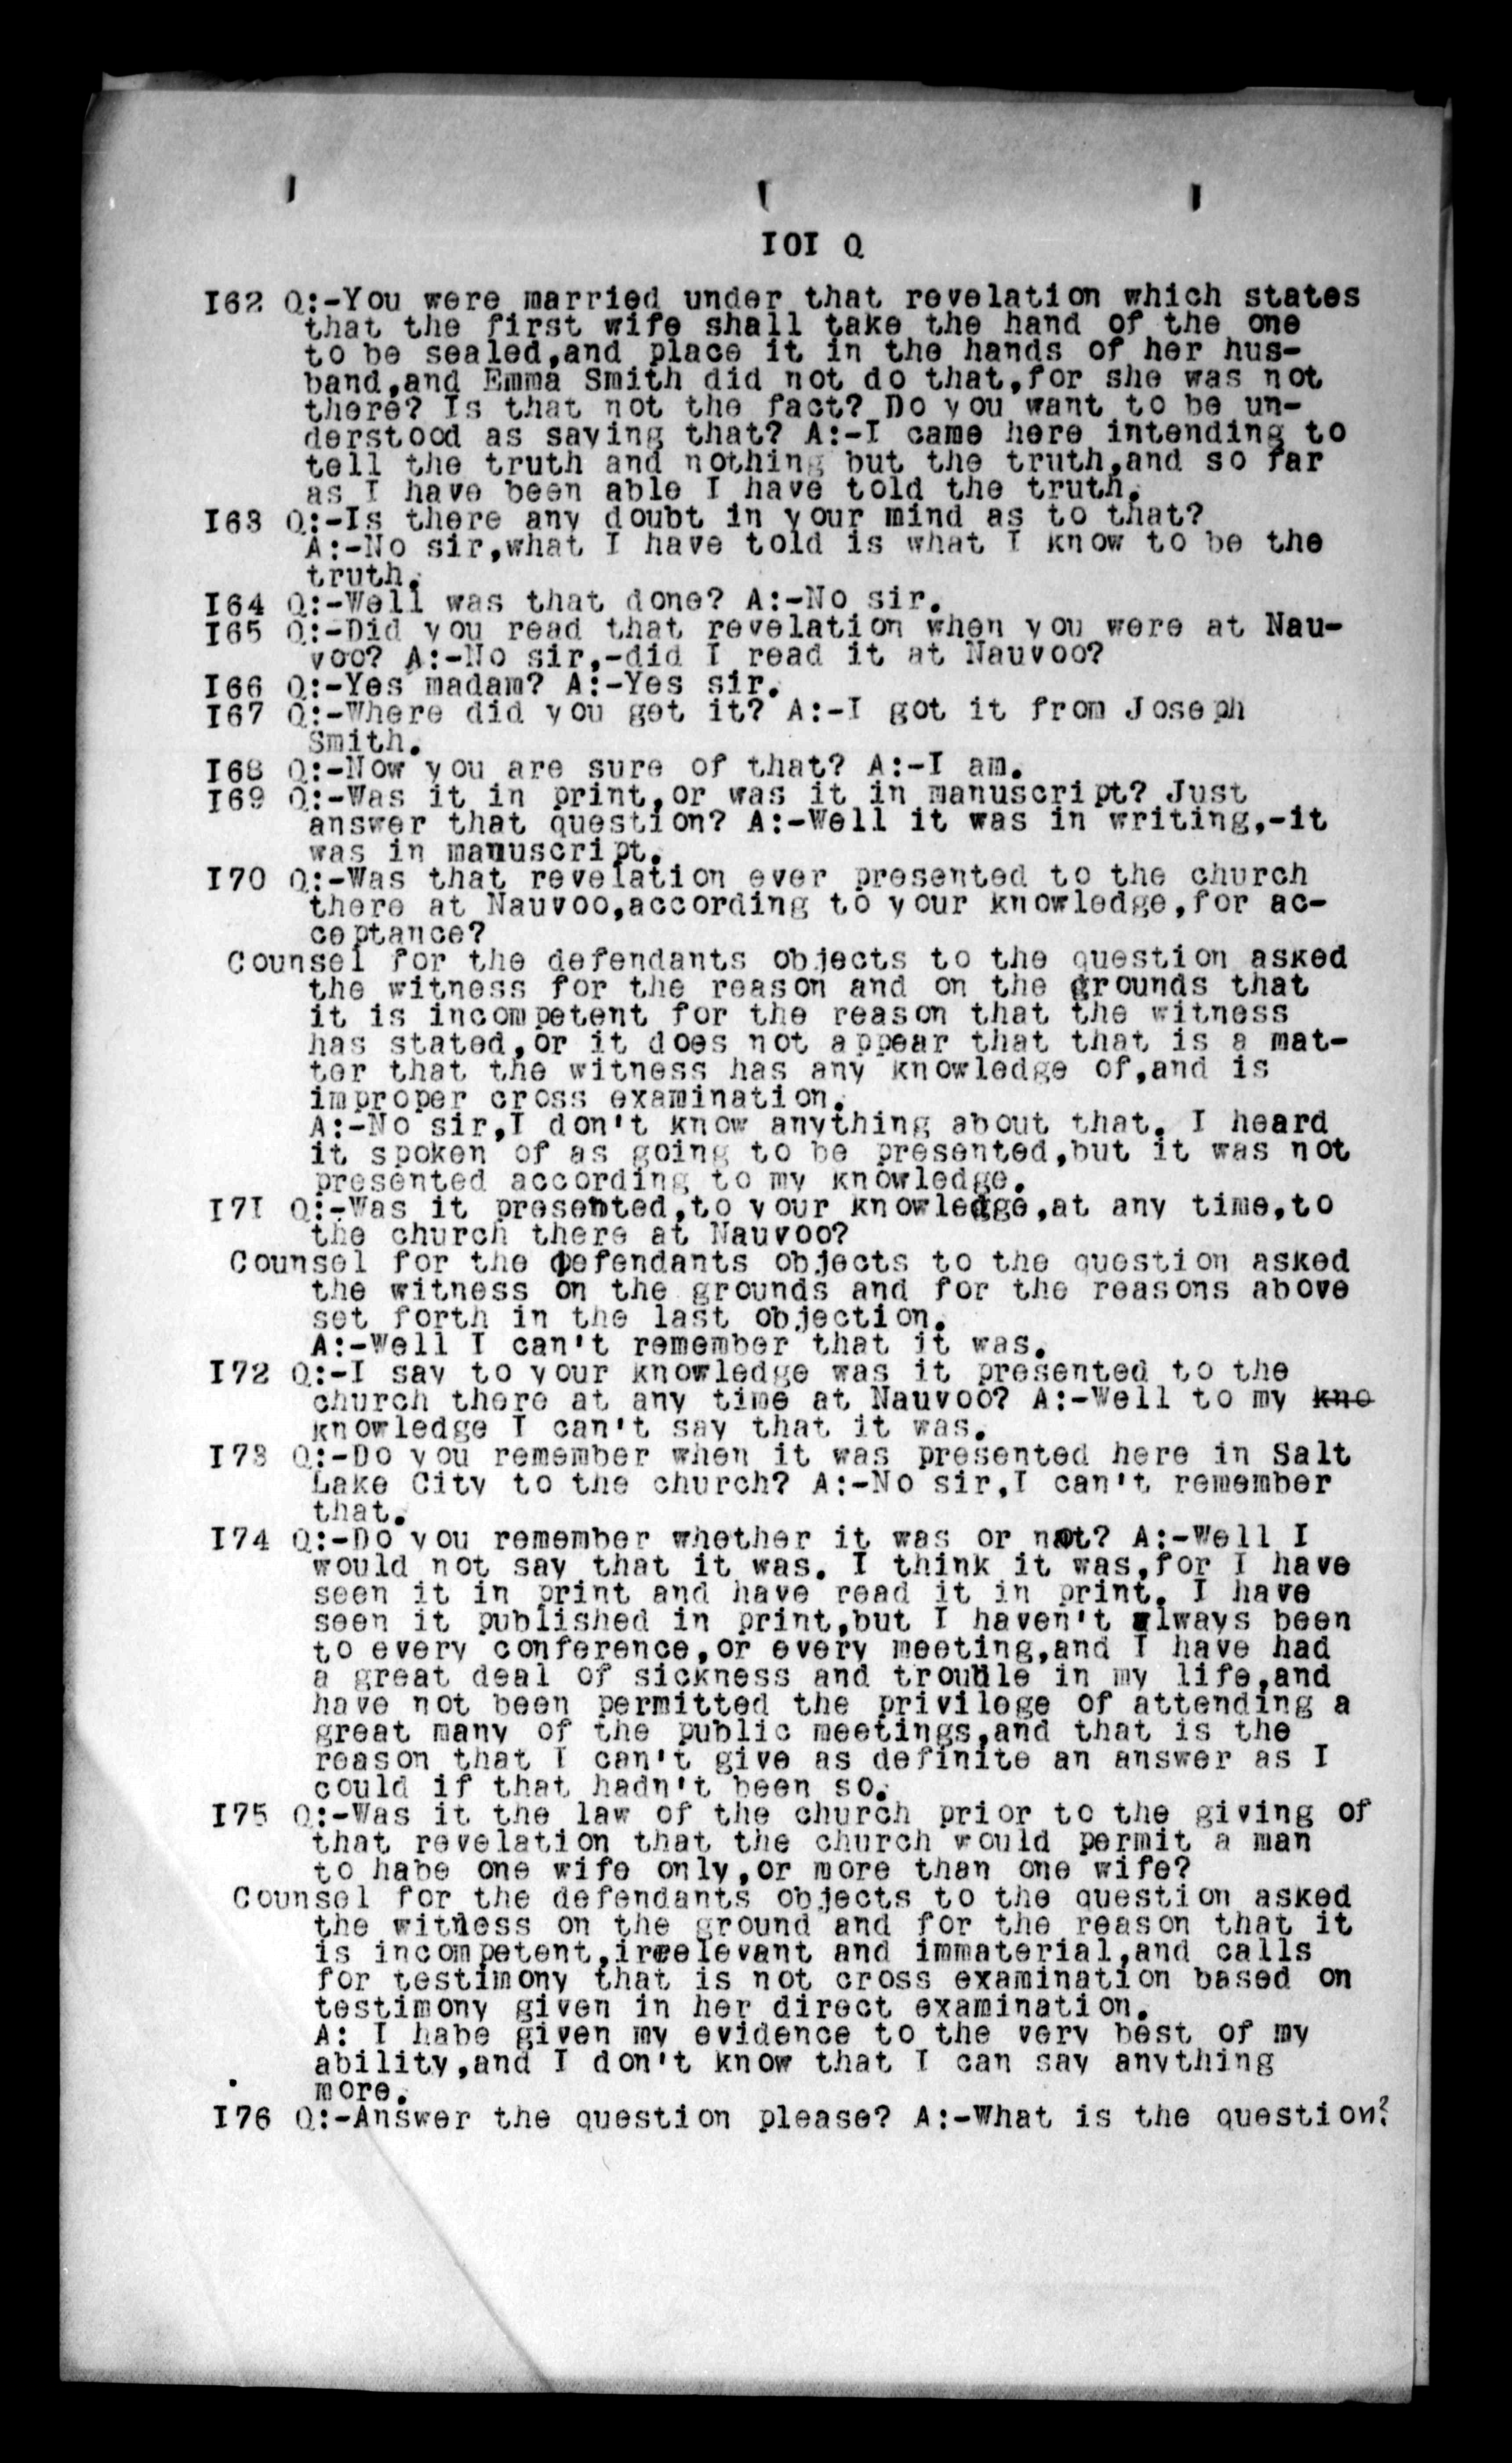 IOI Q
I62 Q:-You were married under that revelation which states
that the first wife shall take the hand of the one
to be sealed,and place it in the hands of her hus-
band,and Emma Smith did not do that,for she was not
there? Is that not the fact? Do you want to be un-
derstood as saying that? A:-I came here intending to
tell the truth and nothing but the truth,and so far
as I have been able I have told the truth.
I63 Q:-Is there any doubt in your mind as to that?
A:-No sir,what I have told is what I know to be the
truth.
I64 Q:-Well was that done? A:-No sir.
I65 Q:-Did you read that revelation when you were at Nau-
voo? A:-No sir,-did I read it at Nauvoo?
I66 Q:-Yes madam? A:-Yes sir.
I67 Q:-Where did you get it? A:-I got it from Joseph
Smith.
I68 Q:-Now you are sure of that? A:-I am.
I69 Q:-Was it in print,or was it in manuscript? Just
answer that question? A:-Well it was in writing,-it
was in manuscript.
I70 Q:-Was that revelation ever presented to the church
there at Nauvoo,according to your knowledge,for ac-
ceptance?
Counsel for the defendants objects to the question asked
the witness for the reason and on the grounds that
it is incompetent for the reason that the witness
has stated,or it does not appear that that is a mat-
ter that the witness has any knowledge of,and is
improper cross examination.
A:-No sir,I don't know anything about that. I heard
it spoken of as going to be presented,but it was not
presented according to my knowledge.
I7I Q:-Was it presented,to your knowledge,at any time,to
the church there at Nauvoo?
Counsel for the defendants objects to the question asked
the witness on the grounds and for the reasons above
set forth in the last objection.
A:-Well I can't remember that it was.
I72 Q:-I say to your knowledge was it presented to the
church there at any time at Nauvoo? A:-Well to my kno
knowledge I can't say that it was.
I73 Q:-Do you remember when it was presented here in Salt
Lake City to the church? A:-No sir,I can't remember
that.
I74 Q:-Do you remember whether it was or not? A:-Well I
would not say that it was. I think it was,for I have
seen it in print and have read it in print. I have
seen it published in print,but I haven't always been
to every conference,or every meeting,and I have had
a great deal of sickness and trouble in my life,and
have not been permitted the privilege of attending a
great many of the public meetings,and that is the
reason that I can't give as definite an answer as I
could if that hadn't been so.
I75 Q:-Was it the law of the church prior to the giving of
that revelation that the church would permit a man
to habe one wife only,or more than one wife?
Counsel for the defendants objects to the question asked
the witness on the ground and for the reason that it
is incompetent,irrelevant and immaterial,and calls
for testimony that is not cross examination based on
testimony given in her direct examination.
A: I habe given my evidence to the very best of my
ability,and I don't know that I can say anything
more.
I76 Q:-Answer the question please? A:-What is the question?